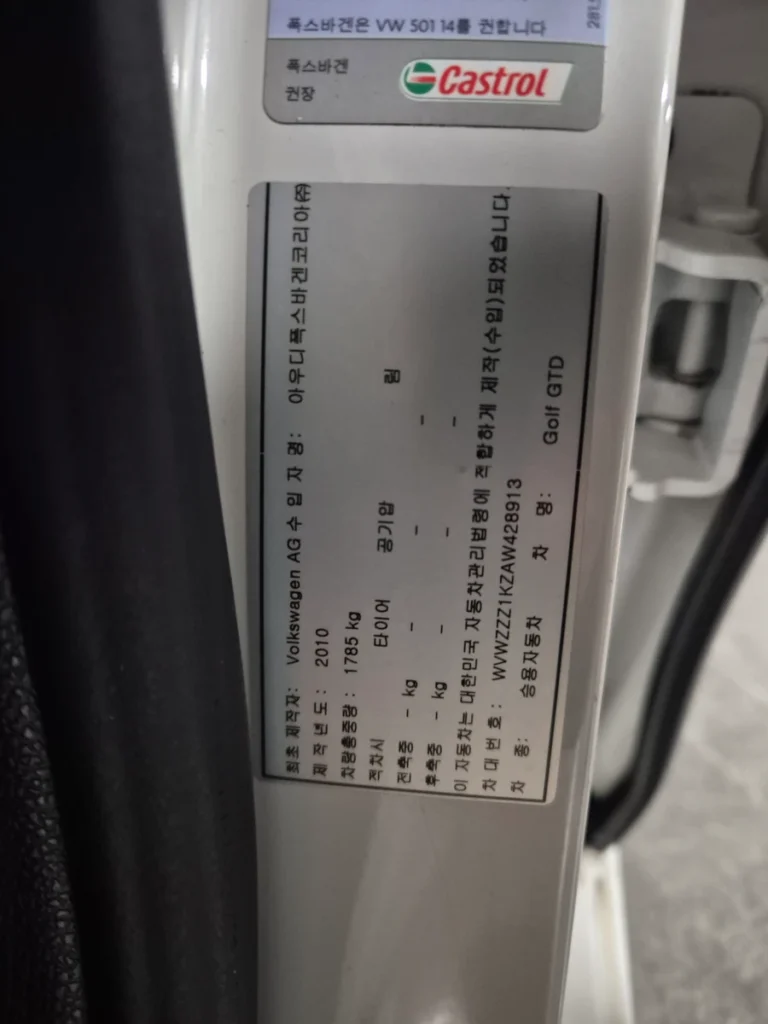 폭스바겐은 VW 501 14를 권합니다
폭스바겐
권장
Castrol
최초 제작자: Volkswagen AG 수 입 자 명: 아우디폭스바겐코리아㈜
제 작 년 도 : 2010
차량총중량 : 1785 kg
적차시 타이어 공기압 림
전축중 - kg - - -
후축중 - kg - - -
이 자동차는 대한민국 자동차관리법령에 적합하게 제작(수입)되었습니다.
차 대 번 호 : WVWZZZ1KZAW428913
차 종: 승용자동차 차 명: Golf GTD